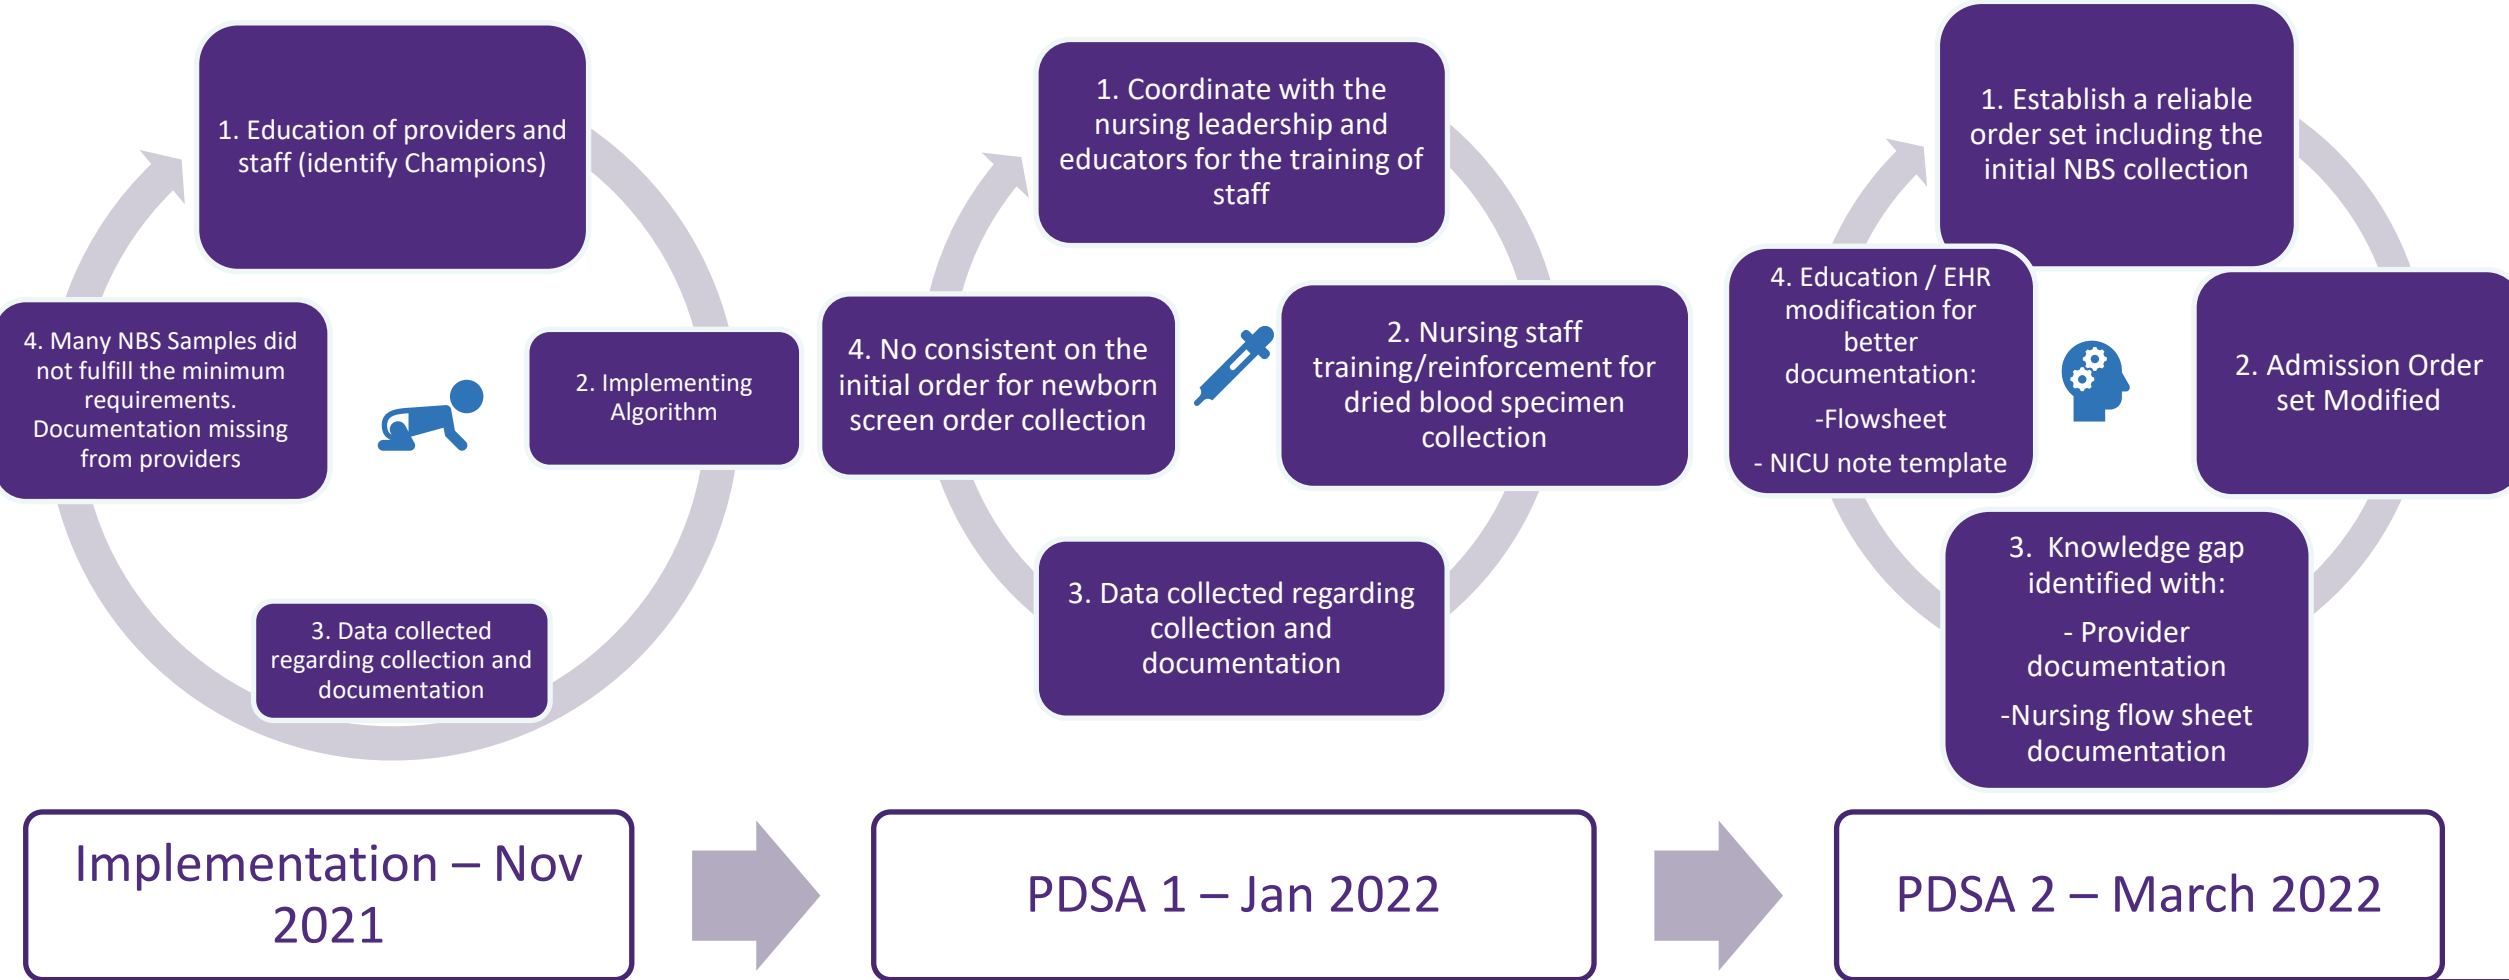 1. Education of providers and
staff (identify Champions)
2. Implementing
Algorithm
3. Data collected
regarding collection and
documentation
4. Many NBS Samples did
not fulfill the minimum
requirements.
Documentation missing
from providers
Implementation – Nov
2021
1. Coordinate with the
nursing leadership and
educators for the training of
staff
2. Nursing staff
training/reinforcement for
dried blood specimen
collection
3. Data collected regarding
collection and
documentation
4. No consistent on the
initial order for newborn
screen order collection
PDSA 1 – Jan 2022
1. Establish a reliable
order set including the
initial NBS collection
2. Admission Order
set Modified
3. Knowledge gap
identified with:
- Provider
documentation
-Nursing flow sheet
documentation
4. Education / EHR
modification for
better
documentation:
-Flowsheet
- NICU note template
PDSA 2 – March 2022